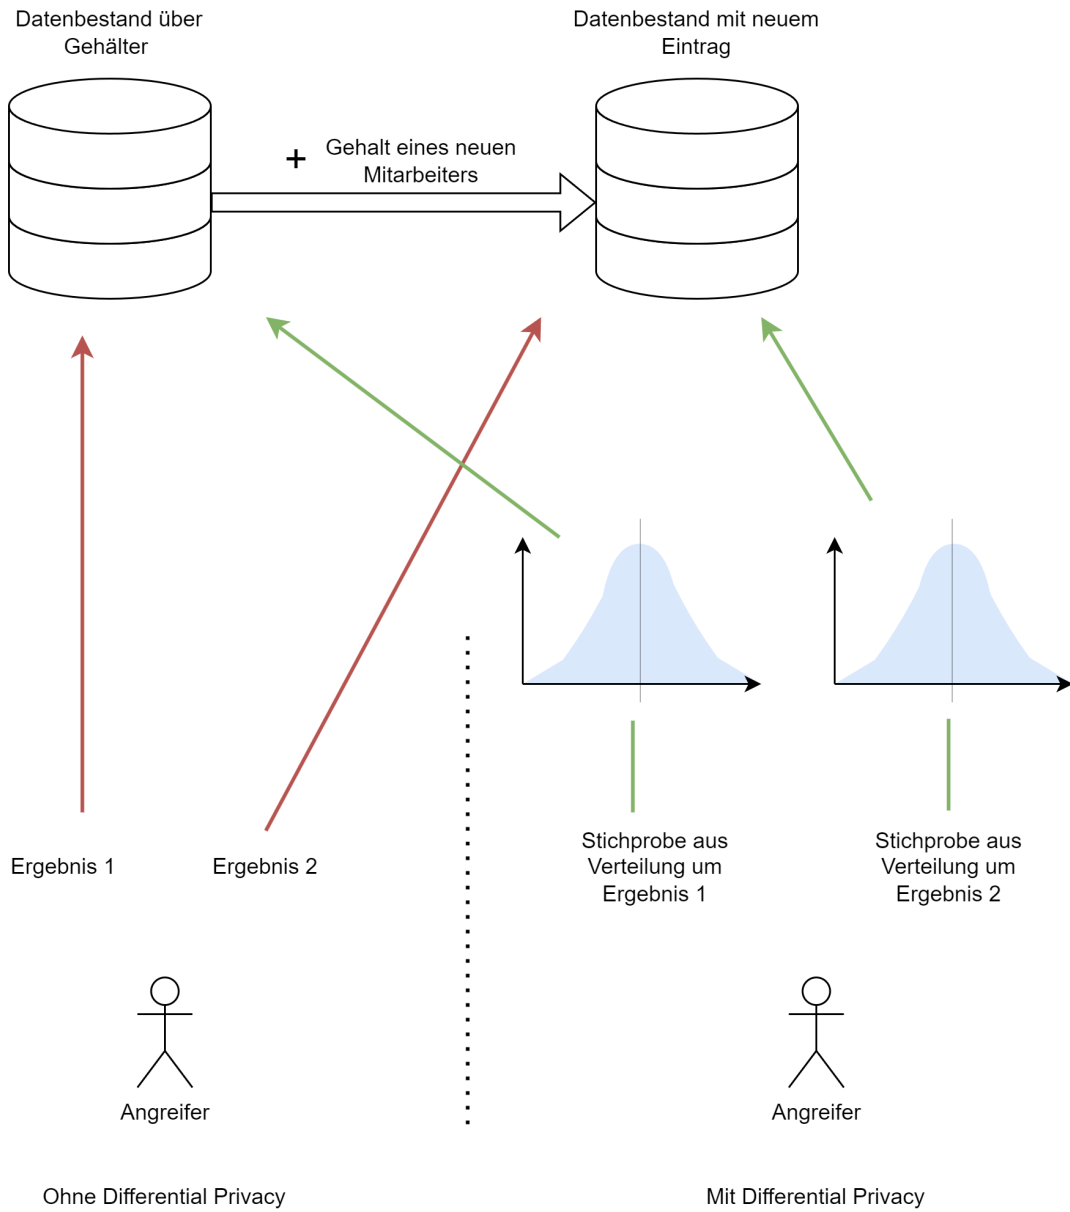 Datenbestand über
Gehälter
Datenbestand mit neuem
Eintrag
+
Gehalt eines neuen
Mitarbeiters
Ergebnis 1
Ergebnis 2
Stichprobe aus
Verteilung um
Ergebnis 1
Stichprobe aus
Verteilung um
Ergebnis 2
Angreifer
Angreifer
Ohne Differential Privacy
Mit Differential Privacy